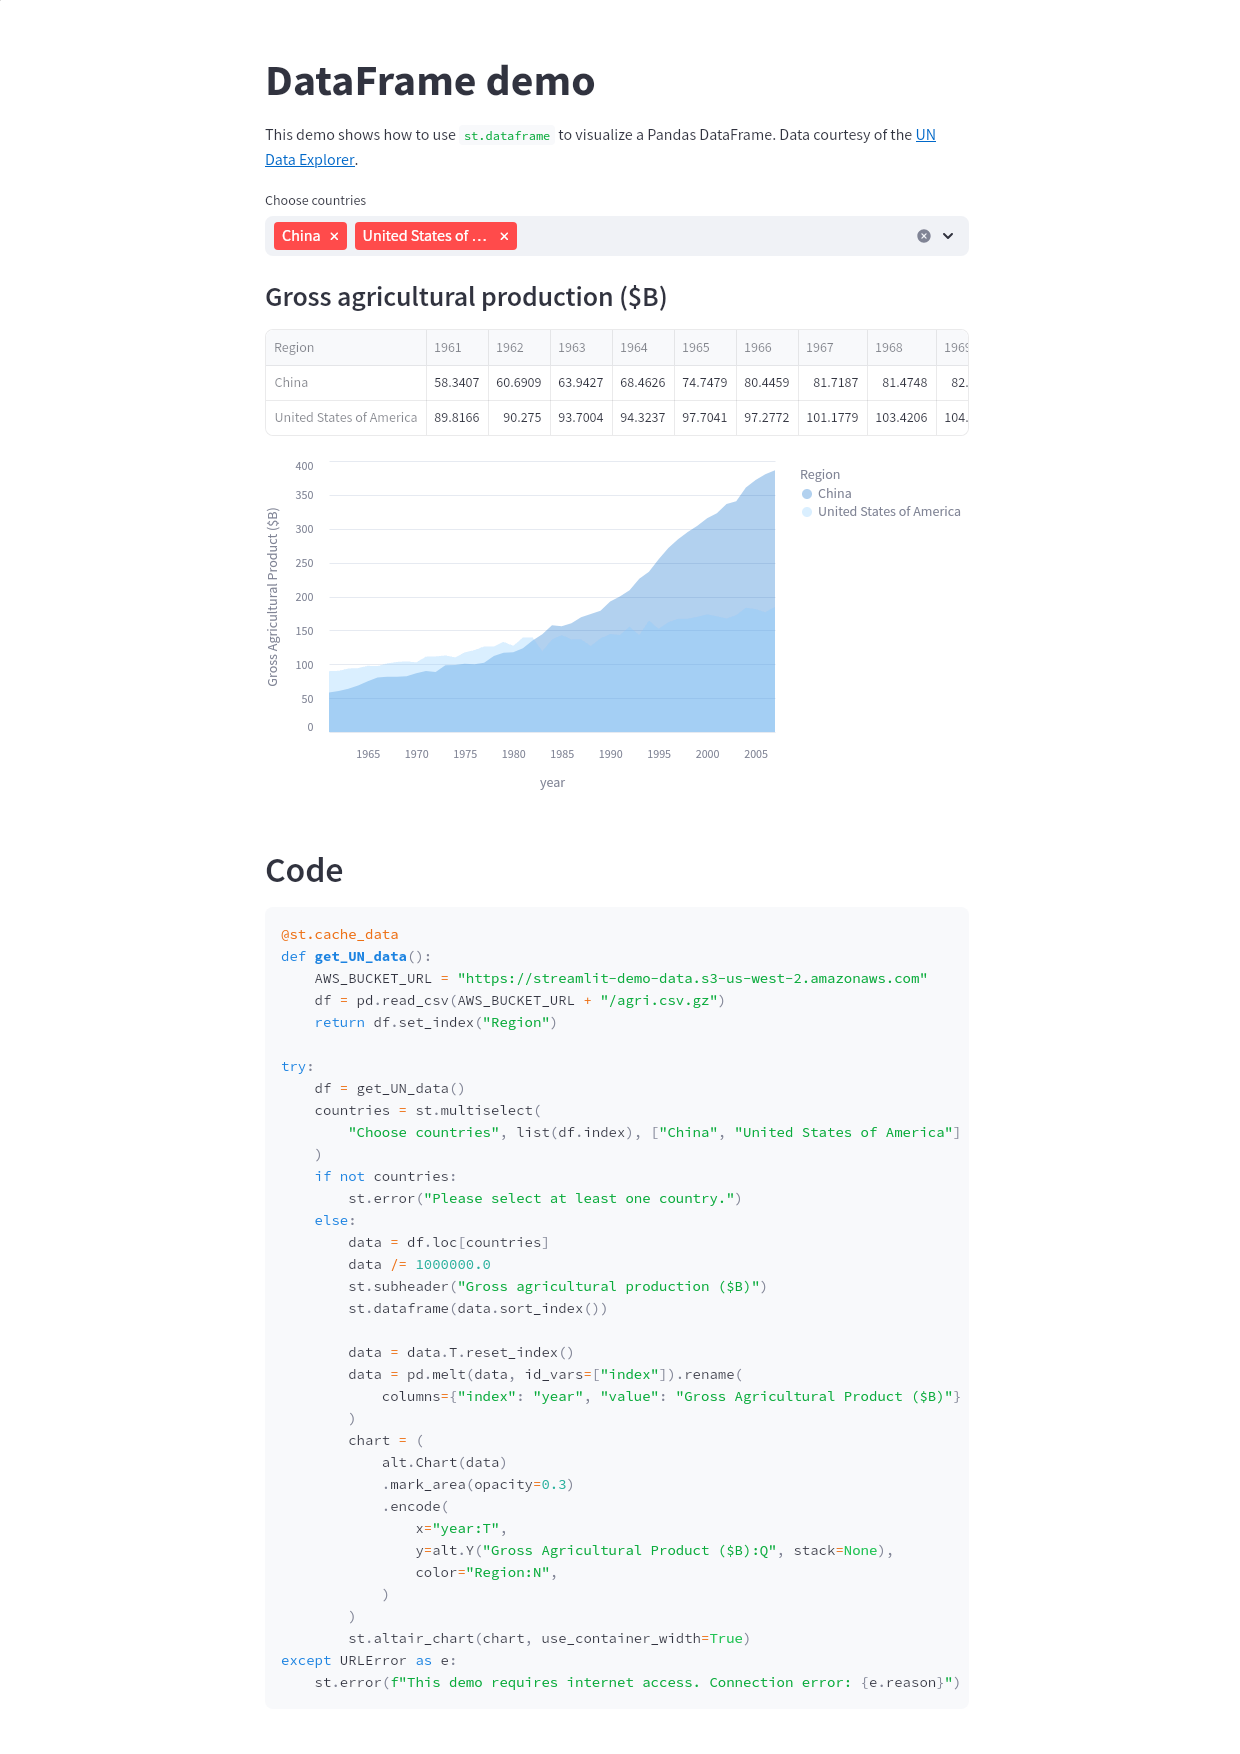 DataFrame demo
This demo shows how to use st.dataframe to visualize a Pandas DataFrame. Data courtesy of the UN
Data Explorer.
Choose countries
China × United States of … ×
Gross agricultural production ($B)
Region 1961 1962 1963 1964 1965 1966 1967 1968 1969
China 58.3407 60.6909 63.9427 68.4626 74.7479 80.4459 81.7187 81.4748 82.
United States of America 89.8166 90.275 93.7004 94.3237 97.7041 97.2772 101.1779 103.4206 104.
Gross Agricultural Product ($B)
400
350
300
250
200
150
100
50
0
1965 1970 1975 1980 1985 1990 1995 2000 2005
year
Region
China
United States of America
Code
@st.cache_data
def get_UN_data():
    AWS_BUCKET_URL = "https://streamlit-demo-data.s3-us-west-2.amazonaws.com"
    df = pd.read_csv(AWS_BUCKET_URL + "/agri.csv.gz")
    return df.set_index("Region")
try:
    df = get_UN_data()
    countries = st.multiselect(
        "Choose countries", list(df.index), ["China", "United States of America"]
    )
    if not countries:
        st.error("Please select at least one country.")
    else:
        data = df.loc[countries]
        data /= 1000000.0
        st.subheader("Gross agricultural production ($B)")
        st.dataframe(data.sort_index())
        data = data.T.reset_index()
        data = pd.melt(data, id_vars=["index"]).rename(
            columns={"index": "year", "value": "Gross Agricultural Product ($B)"}
        )
        chart = (
            alt.Chart(data)
            .mark_area(opacity=0.3)
            .encode(
                x="year:T",
                y=alt.Y("Gross Agricultural Product ($B):Q", stack=None),
                color="Region:N",
            )
        )
        st.altair_chart(chart, use_container_width=True)
except URLError as e:
    st.error(f"This demo requires internet access. Connection error: {e.reason}")